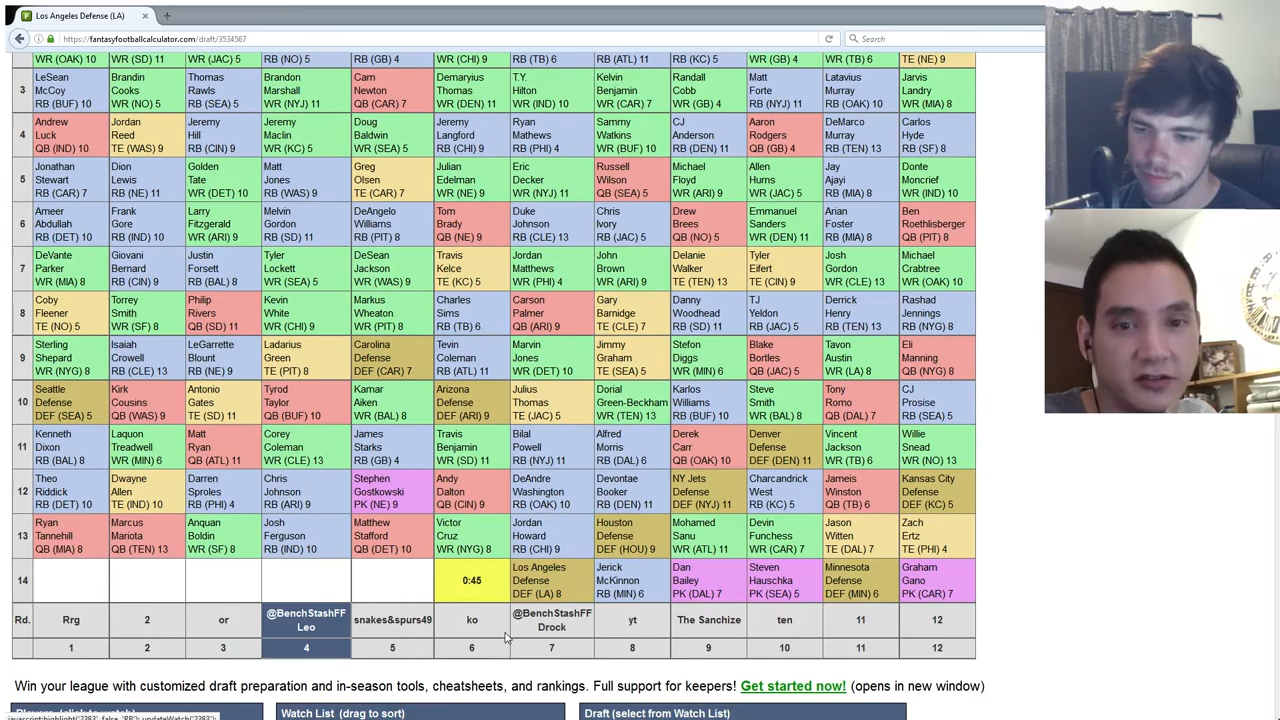 Los Angeles Defense (LA)
https://fantasyfootballcalculator.com/draft/3534567
Search
WR (OAK) 10 WR (SD) 11 WR (JAC) 5 RB (NO) 5 RB (GB) 4 WR (CHI) 9 RB (TB) 6 RB (ATL) 11 RB (KC) 5 WR (GB) 4 WR (TB) 6 TE (NE) 9
LeSean Brandin Thomas Brandon Cam Demaryius T.Y. Kelvin Randall Matt Latavius Jarvis
3 McCoy Cooks Rawls Marshall Newton Thomas Hilton Benjamin Cobb Forte Murray Landry
RB (BUF) 10 WR (NO) 5 RB (SEA) 5 WR (NYJ) 11 QB (CAR) 7 WR (DEN) 11 WR (IND) 10 WR (CAR) 7 WR (GB) 4 RB (NYJ) 11 RB (OAK) 10 WR (MIA) 8
Andrew Jordan Jeremy Jeremy Doug Jeremy Ryan Sammy CJ Aaron DeMarco Carlos
4 Luck Reed Hill Maclin Baldwin Langford Mathews Watkins Anderson Rodgers Murray Hyde
QB (IND) 10 TE (WAS) 9 RB (CIN) 9 WR (KC) 5 WR (SEA) 5 RB (CHI) 9 RB (PHI) 4 WR (BUF) 10 RB (DEN) 11 QB (GB) 4 RB (TEN) 13 RB (SF) 8
Jonathan Dion Golden Matt Greg Julian Eric Russell Michael Allen Jay Donte
5 Stewart Lewis Tate Jones Olsen Edelman Decker Wilson Floyd Hurns Ajayi Moncrief
RB (CAR) 7 RB (NE) 11 WR (DET) 10 RB (WAS) 9 TE (CAR) 7 WR (NE) 9 WR (NYJ) 11 QB (SEA) 5 WR (ARI) 9 WR (JAC) 5 RB (MIA) 8 WR (IND) 10
Ameer Frank Larry Melvin DeAngelo Tom Duke Chris Drew Emmanuel Arian Ben
6 Abdullah Gore Fitzgerald Gordon Williams Brady Johnson Ivory Brees Sanders Foster Roethlisberger
RB (DET) 10 RB (IND) 10 WR (ARI) 9 RB (SD) 11 RB (PIT) 8 QB (NE) 9 RB (CLE) 13 RB (JAC) 5 QB (NO) 5 WR (DEN) 11 RB (MIA) 8 QB (PIT) 8
DeVante Giovani Justin Tyler DeSean Travis Jordan John Delanie Tyler Josh Michael
7 Parker Bernard Forsett Lockett Jackson Kelce Matthews Brown Walker Eifert Gordon Crabtree
WR (MIA) 8 RB (CIN) 9 RB (BAL) 8 WR (SEA) 5 WR (WAS) 9 TE (KC) 5 WR (PHI) 4 WR (ARI) 9 TE (TEN) 13 TE (CIN) 9 WR (CLE) 13 WR (OAK) 10
Coby Torrey Philip Kevin Markus Charles Carson Gary Danny TJ Derrick Rashad
8 Fleener Smith Rivers White Wheaton Sims Palmer Barnidge Woodhead Yeldon Henry Jennings
TE (NO) 5 WR (SF) 8 QB (SD) 11 WR (CHI) 9 WR (PIT) 8 RB (TB) 6 QB (ARI) 9 TE (CLE) 7 RB (SD) 11 RB (JAC) 5 RB (TEN) 13 RB (NYG) 8
Sterling Isaiah LeGarrette Ladarius Carolina Tevin Marvin Jimmy Stefon Blake Tavon Eli
9 Shepard Crowell Blount Green Defense Coleman Jones Graham Diggs Bortles Austin Manning
WR (NYG) 8 RB (CLE) 13 RB (NE) 9 TE (PIT) 8 DEF (CAR) 7 RB (ATL) 11 WR (DET) 10 TE (SEA) 5 WR (MIN) 6 QB (JAC) 5 WR (LA) 8 QB (NYG) 8
Seattle Kirk Antonio Tyrod Kamar Arizona Julius Dorial Karlos Steve Tony CJ
10 Defense Cousins Gates Taylor Aiken Defense Thomas Green-Beckham Williams Smith Romo Prosise
DEF (SEA) 5 QB (WAS) 9 TE (SD) 11 QB (BUF) 10 WR (BAL) 8 DEF (ARI) 9 TE (JAC) 5 WR (TEN) 13 RB (BUF) 10 WR (BAL) 8 QB (DAL) 7 RB (SEA) 5
Kenneth Laquon Matt Corey James Travis Bilal Alfred Derek Denver Vincent Willie
11 Dixon Treadwell Ryan Coleman Starks Benjamin Powell Morris Carr Defense Jackson Snead
RB (BAL) 8 WR (MIN) 6 QB (ATL) 11 WR (CLE) 13 RB (GB) 4 WR (SD) 11 RB (NYJ) 11 RB (DAL) 6 QB (OAK) 10 DEF (DEN) 11 WR (TB) 6 WR (NO) 13
Theo Dwayne Darren Chris Stephen Andy DeAndre Devontae NY Jets Charcandrick Jameis Kansas City
12 Riddick Allen Sproles Johnson Gostkowski Dalton Washington Booker Defense West Winston Defense
RB (DET) 10 TE (IND) 10 RB (PHI) 4 RB (ARI) 9 PK (NE) 9 QB (CIN) 9 RB (OAK) 10 RB (DEN) 11 DEF (NYJ) 11 RB (KC) 5 QB (TB) 6 DEF (KC) 5
Ryan Marcus Anquan Josh Matthew Victor Jordan Houston Mohamed Devin Jason Zach
13 Tannehill Mariota Boldin Ferguson Stafford Cruz Howard Defense Sanu Funchess Witten Ertz
QB (MIA) 8 QB (TEN) 13 WR (SF) 8 RB (IND) 10 QB (DET) 10 WR (NYG) 8 RB (CHI) 9 DEF (HOU) 9 WR (ATL) 11 WR (CAR) 7 TE (DAL) 7 TE (PHI) 4
Los Angeles Jerick Dan Steven Minnesota Graham
14 0:45 Defense McKinnon Bailey Hauschka Defense Gano
DEF (LA) 8 RB (MIN) 6 PK (DAL) 7 PK (SEA) 5 DEF (MIN) 6 PK (CAR) 7
Rd. Rrg 2 or @BenchStashFF Leo snakes&spurs49 ko @BenchStashFF Drock yt The Sanchize ten 11 12
1 2 3 4 5 6 7 8 9 10 11 12
Win your league with customized draft preparation and in-season tools, cheatsheets, and rankings. Full support for keepers! Get started now! (opens in new window)
Players (click to watch) Watch List (drag to sort) Draft (select from Watch List)
javascript:highlight('2383', false, 'RB'); updateWatch('2383');